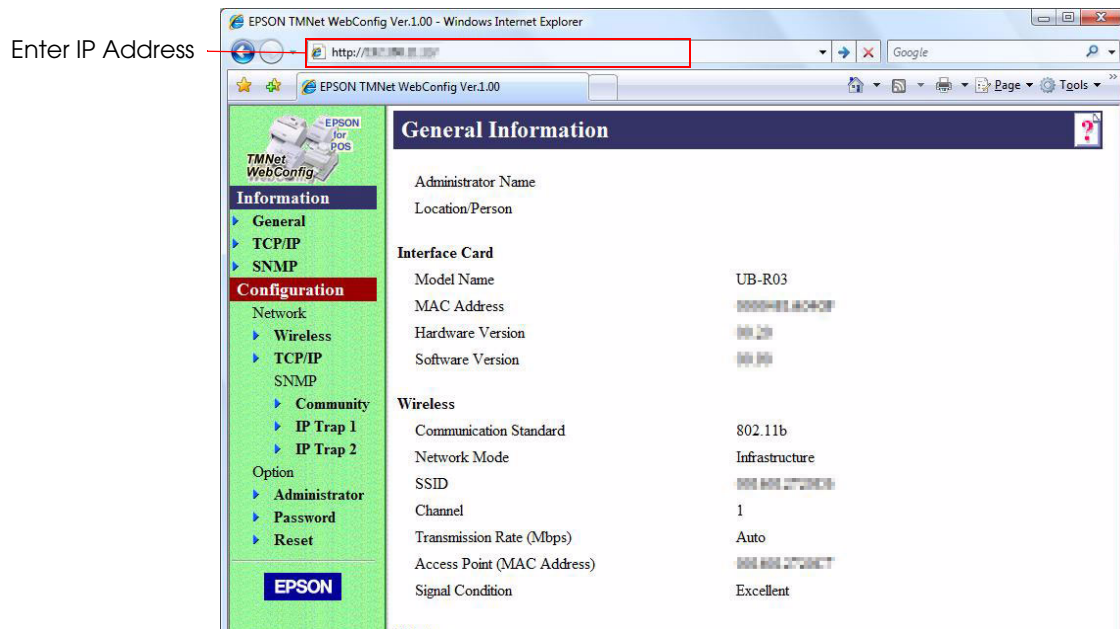 EPSON TMNet WebConfig Ver.1.00 - Windows Internet Explorer
Enter IP Address
http://
Google
EPSON TMNet WebConfig Ver.1.00
Page
Tools
EPSON
for
POS
TMNet
WebConfig
Information
General
TCP/IP
SNMP
Configuration
Network
Wireless
TCP/IP
SNMP
Community
IP Trap 1
IP Trap 2
Option
Administrator
Password
Reset
EPSON
General Information
?
Administrator Name
Location/Person
Interface Card
Model Name UB-R03
MAC Address
Hardware Version
Software Version
Wireless
Communication Standard 802.11b
Network Mode Infrastructure
SSID
Channel 1
Transmission Rate (Mbps) Auto
Access Point (MAC Address)
Signal Condition Excellent